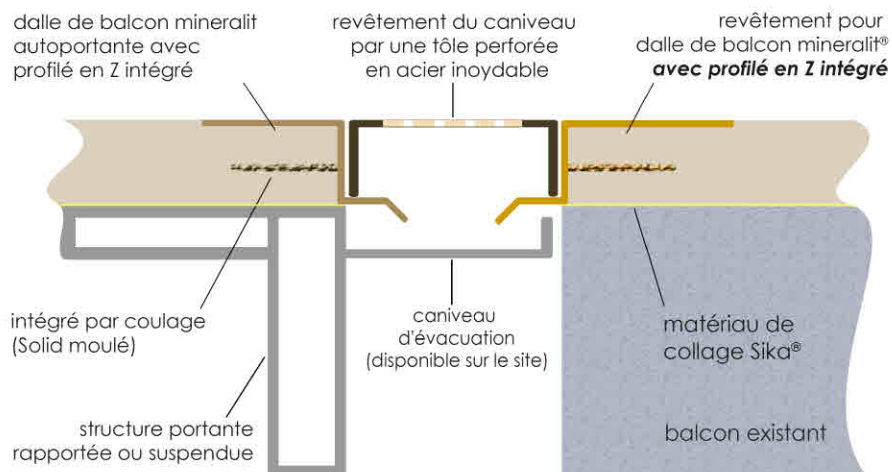 dalle de balcon mineralit
autoportante avec
profilé en Z intégré
revêtement du caniveau
par une tôle perforée
en acier inoydable
revêtement pour
dalle de balcon mineralit®
avec profilé en Z intégré
intégré par coulage
(Solid moulé)
caniveau
d'évacuation
(disponible sur le site)
matériau de
collage Sika®
structure portante
rapportée ou suspendue
balcon existant